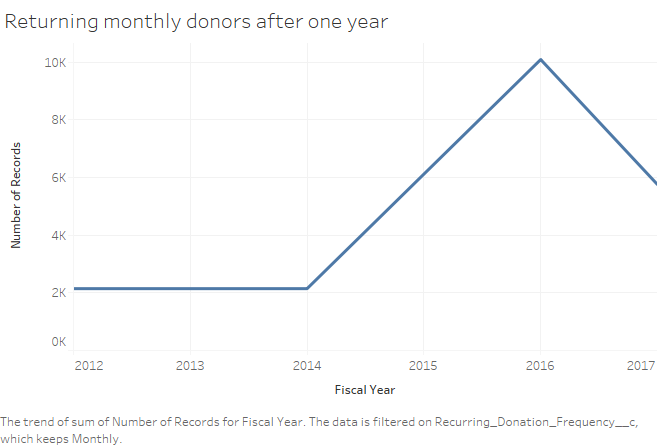 Returning monthly donors after one year
10K
8K
6K
4K
2K
0K
Number of Records
2012 2013 2014 2015 2016 2017
Fiscal Year
The trend of sum of Number of Records for Fiscal Year. The data is filtered on Recurring_Donation_Frequency__c,
which keeps Monthly.